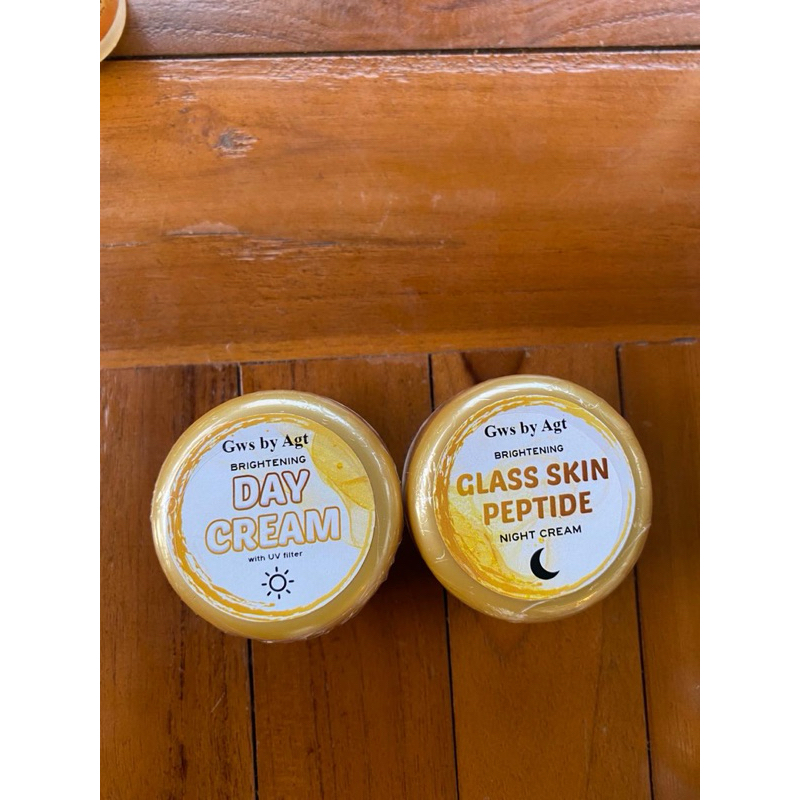 Gws by Agt
BRIGHTENING
DAY
CREAM
with UV filter
Gws by Agt
BRIGHTENING
GLASS SKIN
PEPTIDE
NIGHT CREAM